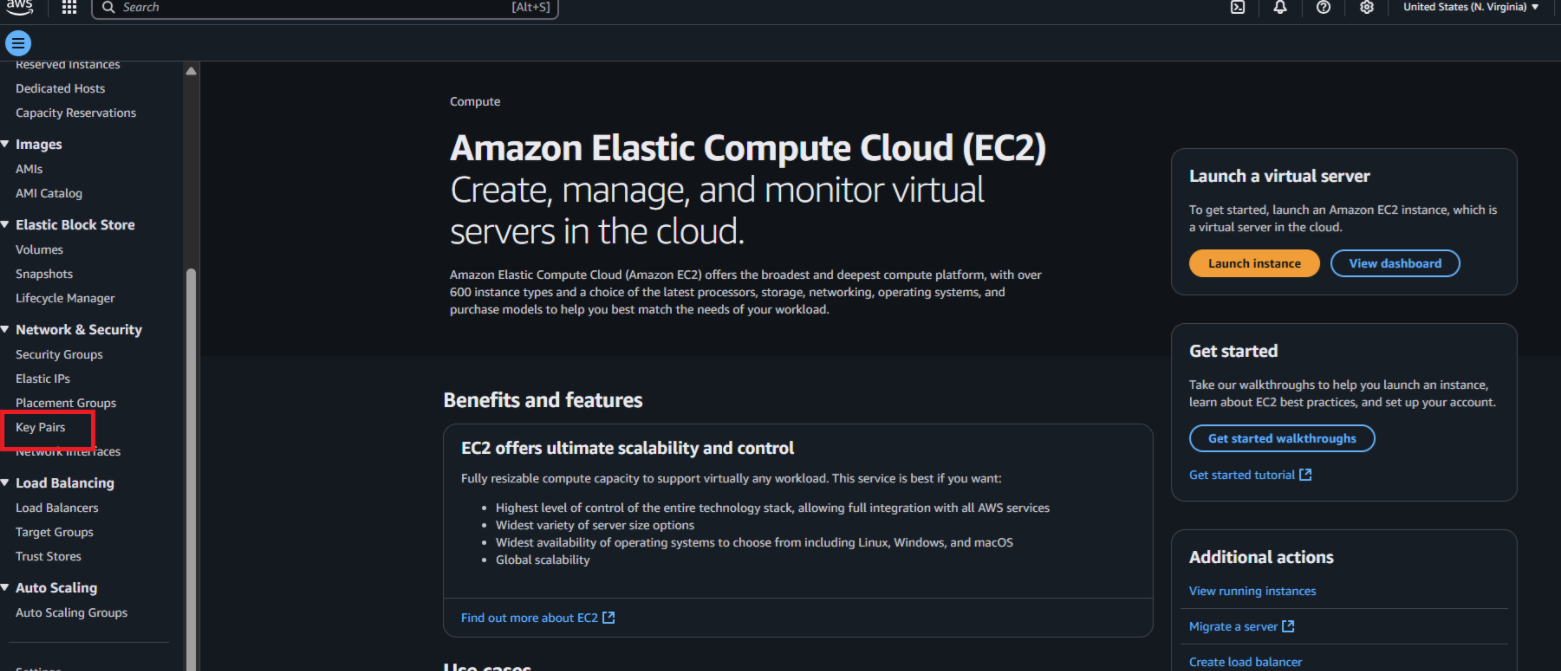 aws
Search
[Alt+S]
United States (N. Virginia)
Reserved Instances
Dedicated Hosts
Capacity Reservations
Images
AMIs
AMI Catalog
Elastic Block Store
Volumes
Snapshots
Lifecycle Manager
Network & Security
Security Groups
Elastic IPs
Placement Groups
Key Pairs
Network Interfaces
Load Balancing
Load Balancers
Target Groups
Trust Stores
Auto Scaling
Auto Scaling Groups
Settings
Compute
Amazon Elastic Compute Cloud (EC2)
Create, manage, and monitor virtual
servers in the cloud.
Amazon Elastic Compute Cloud (Amazon EC2) offers the broadest and deepest compute platform, with over
600 instance types and a choice of the latest processors, storage, networking, operating systems, and
purchase models to help you best match the needs of your workload.
Benefits and features
EC2 offers ultimate scalability and control
Fully resizable compute capacity to support virtually any workload. This service is best if you want:
• Highest level of control of the entire technology stack, allowing full integration with all AWS services
• Widest variety of server size options
• Widest availability of operating systems to choose from including Linux, Windows, and macOS
• Global scalability
Find out more about EC2
Use cases
Launch a virtual server
To get started, launch an Amazon EC2 instance, which is
a virtual server in the cloud.
Launch instance
View dashboard
Get started
Take our walkthroughs to help you launch an instance,
learn about EC2 best practices, and set up your account.
Get started walkthroughs
Get started tutorial
Additional actions
View running instances
Migrate a server
Create load balancer